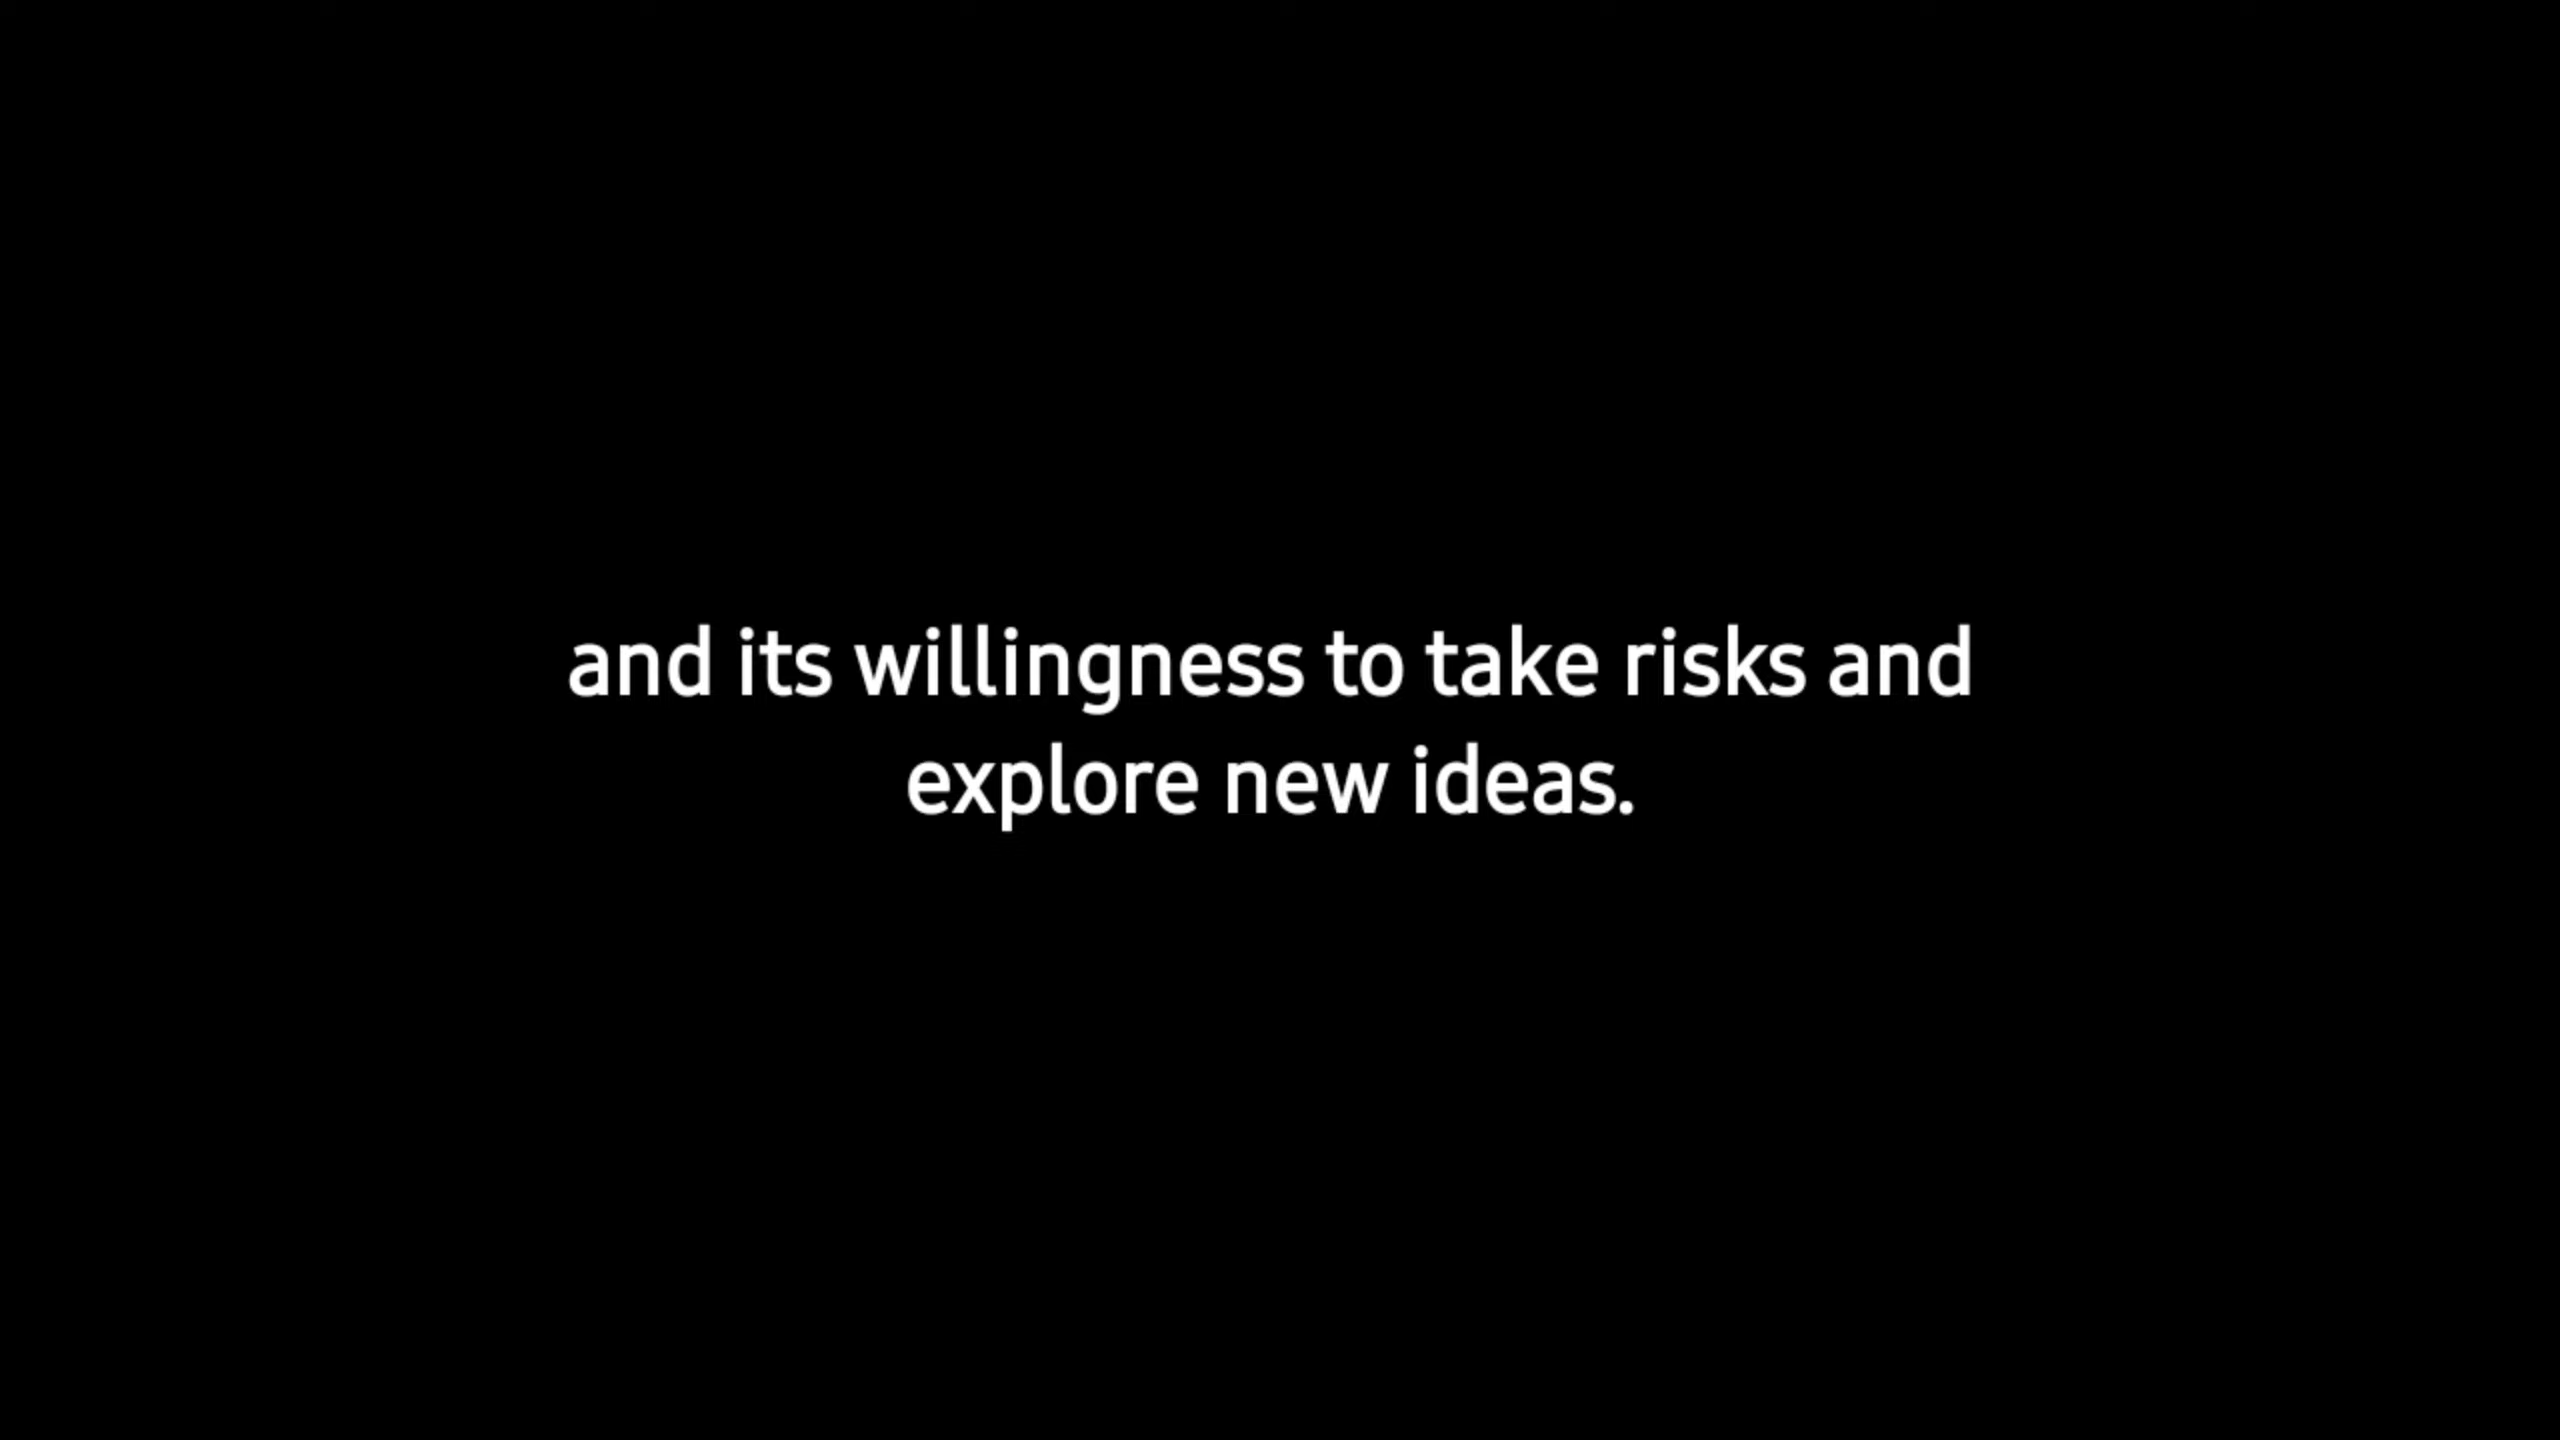 and its willingness to take risks and
explore new ideas.